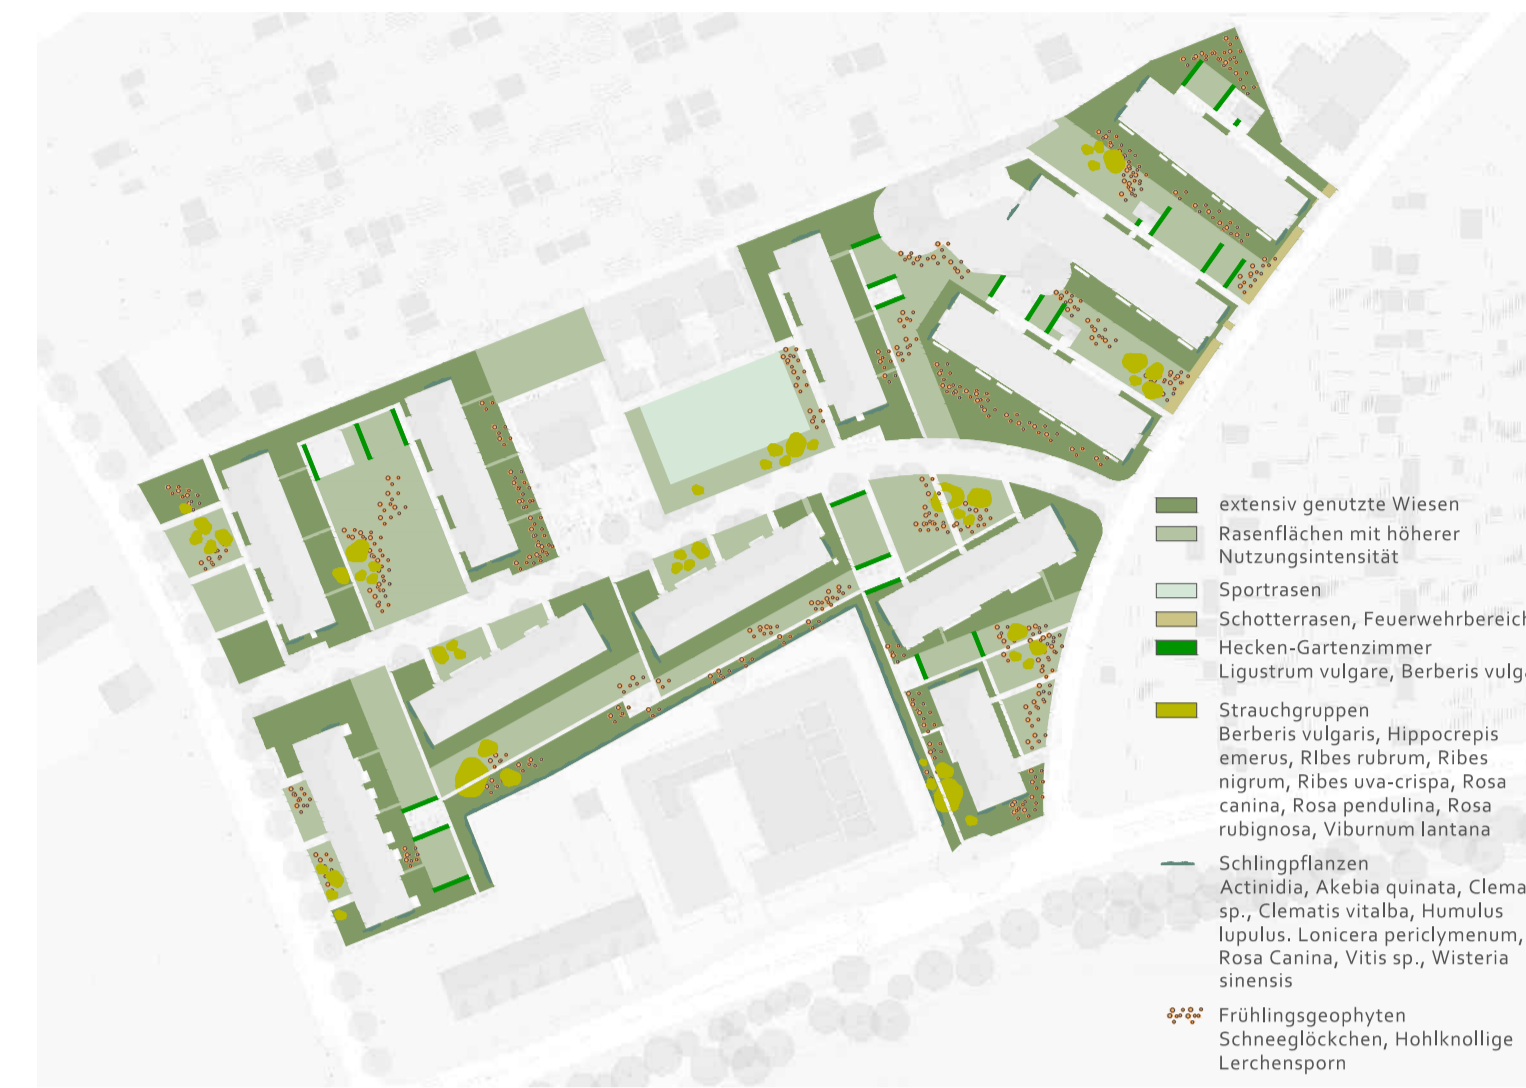 extensiv genutzte Wiesen
Rasenflächen mit höherer
Nutzungsintensität
Sportrasen
Schotterrasen, Feuerwehrbereich
Hecken-Gartenzimmer
Ligustrum vulgare, Berberis vulga
Strauchgruppen
Berberis vulgaris, Hippocrepis
emerus, RIbes rubrum, Ribes
nigrum, Ribes uva-crispa, Rosa
canina, Rosa pendulina, Rosa
rubignosa, Viburnum lantana
Schlingpflanzen
Actinidia, Akebia quinata, Clema
sp., Clematis vitalba, Humulus
lupulus. Lonicera periclymenum,
Rosa Canina, Vitis sp., Wisteria
sinensis
Frühlingsgeophyten
Schneeglöckchen, Hohlknollige
Lerchensporn